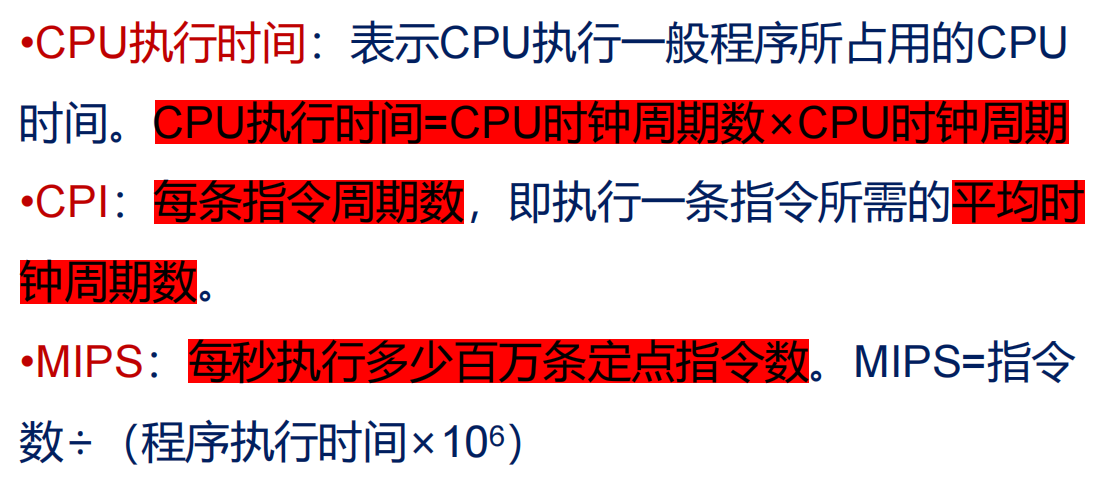 •CPU执行时间：表示CPU执行一般程序所占用的CPU
时间。CPU执行时间=CPU时钟周期数×CPU时钟周期
•CPI：每条指令周期数，即执行一条指令所需的平均时
钟周期数。
•MIPS：每秒执行多少百万条定点指令数。MIPS=指令
数÷（程序执行时间×10⁶）